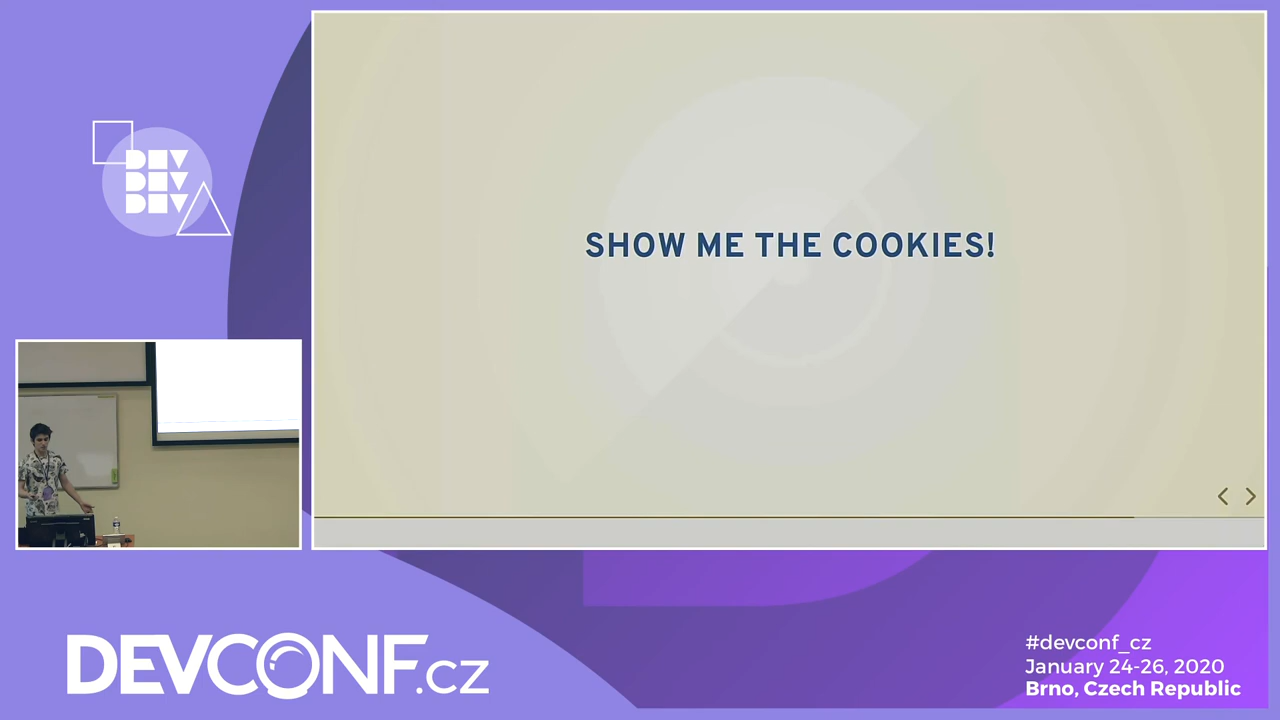 DEV
DEV
DEV
SHOW ME THE COOKIES!
DEVCONF.cz
#devconf_cz
January 24-26, 2020
Brno, Czech Republic